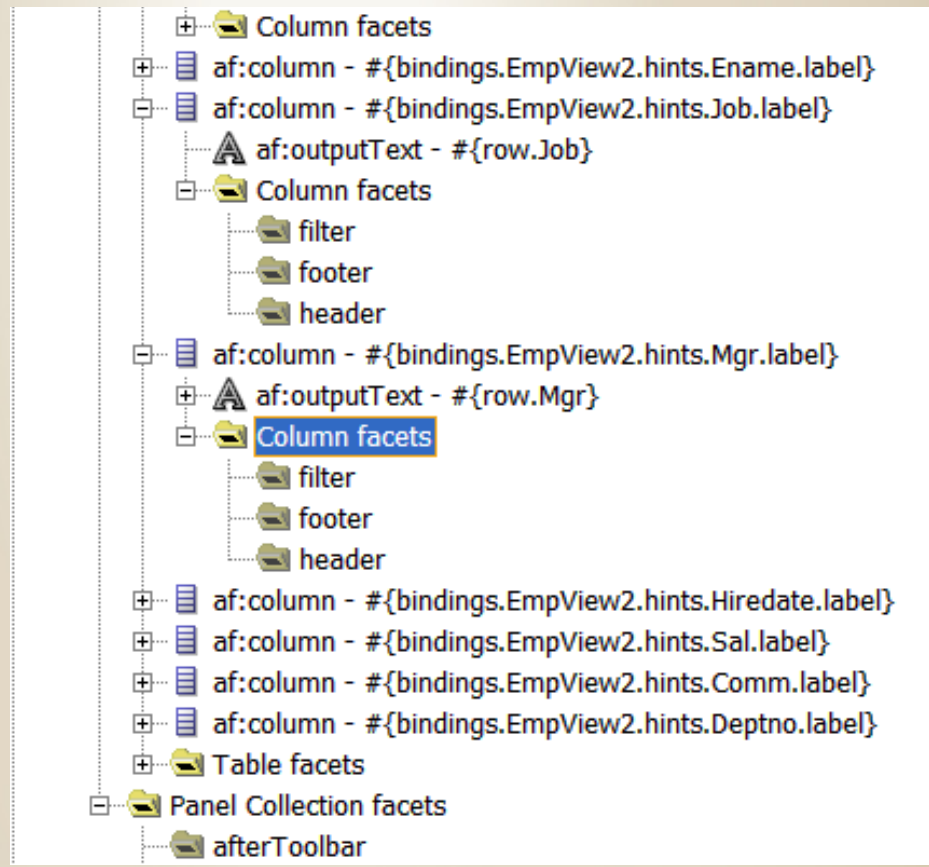 Column facets
af:column - #{bindings.EmpView2.hints.Ename.label}
af:column - #{bindings.EmpView2.hints.Job.label}
af:outputText - #{row.Job}
Column facets
filter
footer
header
af:column - #{bindings.EmpView2.hints.Mgr.label}
af:outputText - #{row.Mgr}
Column facets
filter
footer
header
af:column - #{bindings.EmpView2.hints.Hiredate.label}
af:column - #{bindings.EmpView2.hints.Sal.label}
af:column - #{bindings.EmpView2.hints.Comm.label}
af:column - #{bindings.EmpView2.hints.Deptno.label}
Table facets
Panel Collection facets
afterToolbar